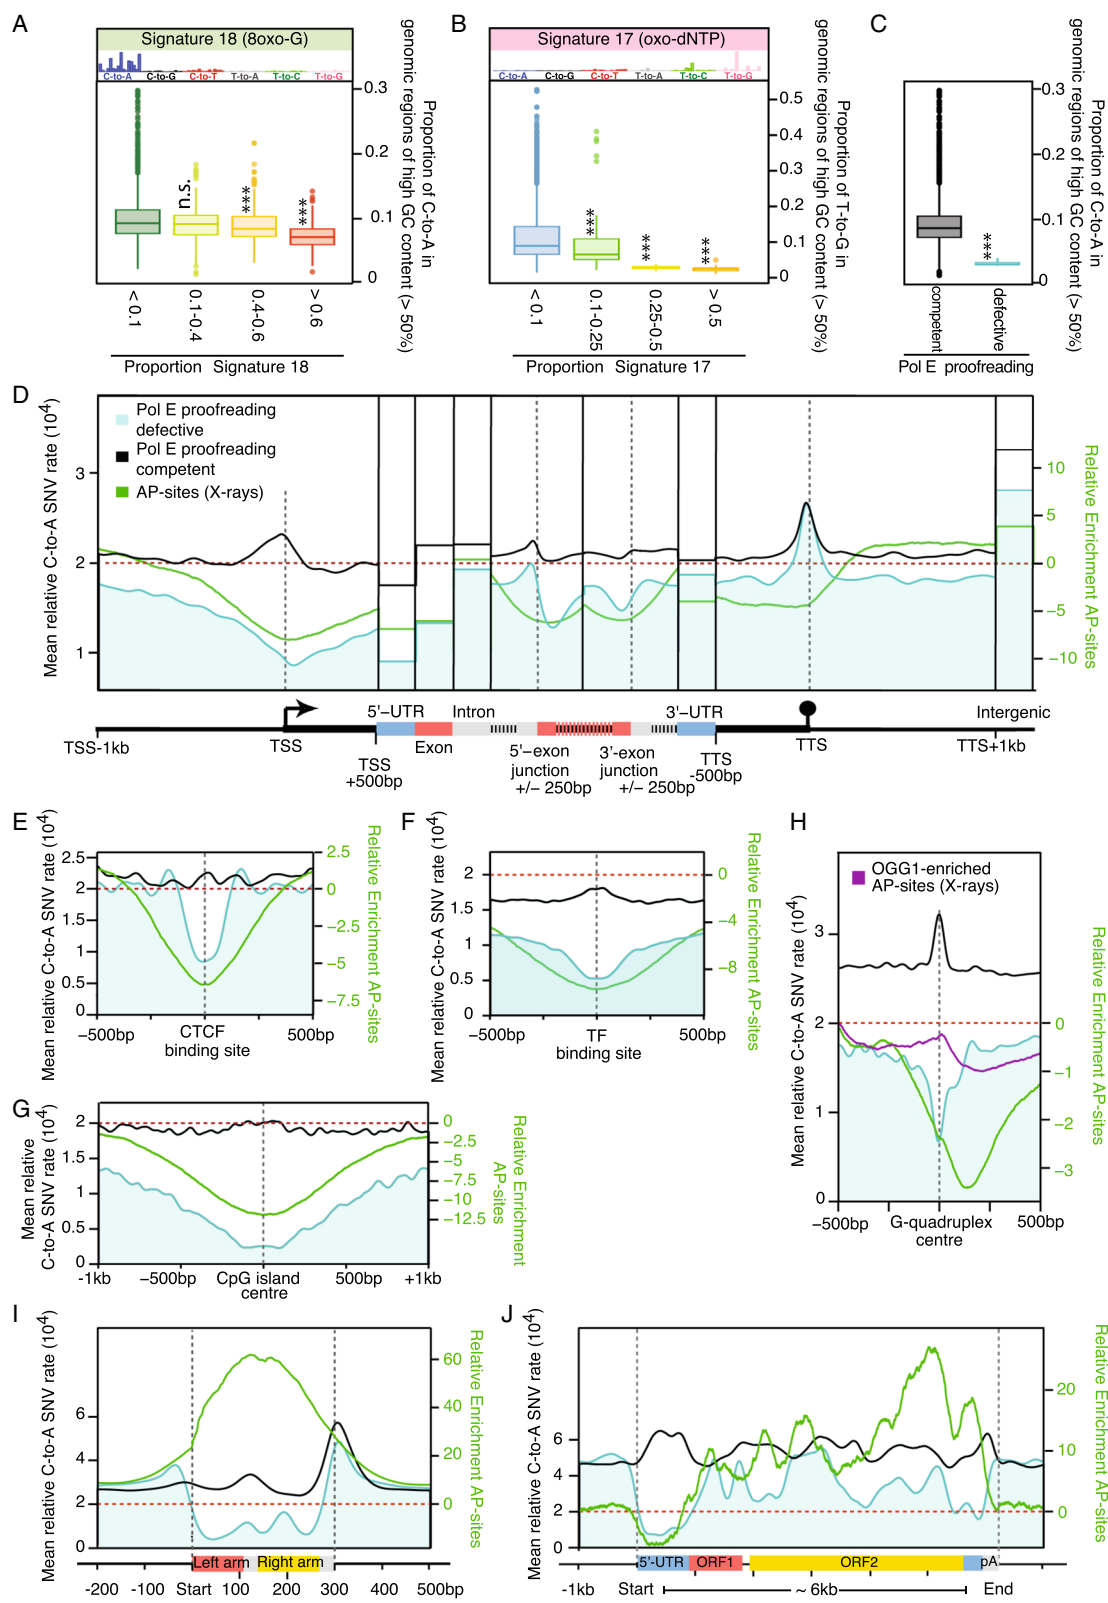 A
Signature 18 (8oxo-G)
C-to-A C-to-G C-to-T T-to-A T-to-C T-to-G
0.3
0.2
0.1
0
n.s.
***
***
Proportion of C-to-A in
genomic regions of high GC content (> 50%)
< 0.1
0.1-0.4
0.4-0.6
> 0.6
Proportion Signature 18
B
Signature 17 (oxo-dNTP)
C-to-A C-to-G C-to-T T-to-A T-to-C T-to-G
0.5
0.4
0.3
0.2
0.1
0
***
***
***
Proportion of T-to-G in
genomic regions of high GC content (> 50%)
< 0.1
0.1-0.25
0.25-0.5
> 0.5
Proportion Signature 17
C
0.3
0.2
0.1
0
***
Proportion of C-to-A in
genomic regions of high GC content (> 50%)
competent
defective
Pol E proofreading
D
Mean relative C-to-A SNV rate (10⁴)
3
2
1
Pol E proofreading
defective
Pol E proofreading
competent
AP-sites (X-rays)
10
5
0
−5
−10
Relative Enrichment AP-sites
5'–UTR
Intron
3'–UTR
Intergenic
TSS-1kb
TSS
TSS
+500bp
Exon
5'–exon
junction
+/− 250bp
3'-exon
junction
+/− 250bp
TTS
-500bp
TTS
TTS+1kb
E
Mean relative C-to-A SNV rate (10⁴)
2.5
2
1.5
1
0.5
0
2.5
0
−2.5
−5
−7.5
Relative Enrichment AP-sites
−500bp
CTCF
binding site
500bp
F
Mean relative C-to-A SNV rate (10⁴)
2
1.5
1
0.5
0
0
−4
−8
Relative Enrichment AP-sites
−500bp
TF
binding site
500bp
H
OGG1-enriched
AP-sites (X-rays)
Mean relative C-to-A SNV rate (10⁴)
3
2
1
0
0
−1
−2
−3
Relative Enrichment AP-sites
−500bp
G-quadruplex
centre
500bp
G
Mean relative
C-to-A SNV rate (10⁴)
2
1.5
1
0.5
0
0
−2.5
−5
−7.5
−10
−12.5
Relative Enrichment
AP-sites
-1kb
−500bp
CpG island
centre
500bp
+1kb
I
Mean relative C-to-A SNV rate (10⁴)
6
4
2
0
60
40
20
0
Relative Enrichment AP-sites
Left arm
Right arm
-200
-100
Start
100
200
300
400
500bp
J
Mean relative C-to-A SNV rate (10⁴)
6
4
2
0
20
10
0
Relative Enrichment AP-sites
5'-UTR
ORF1
ORF2
pA
-1kb
Start
~ 6kb
End